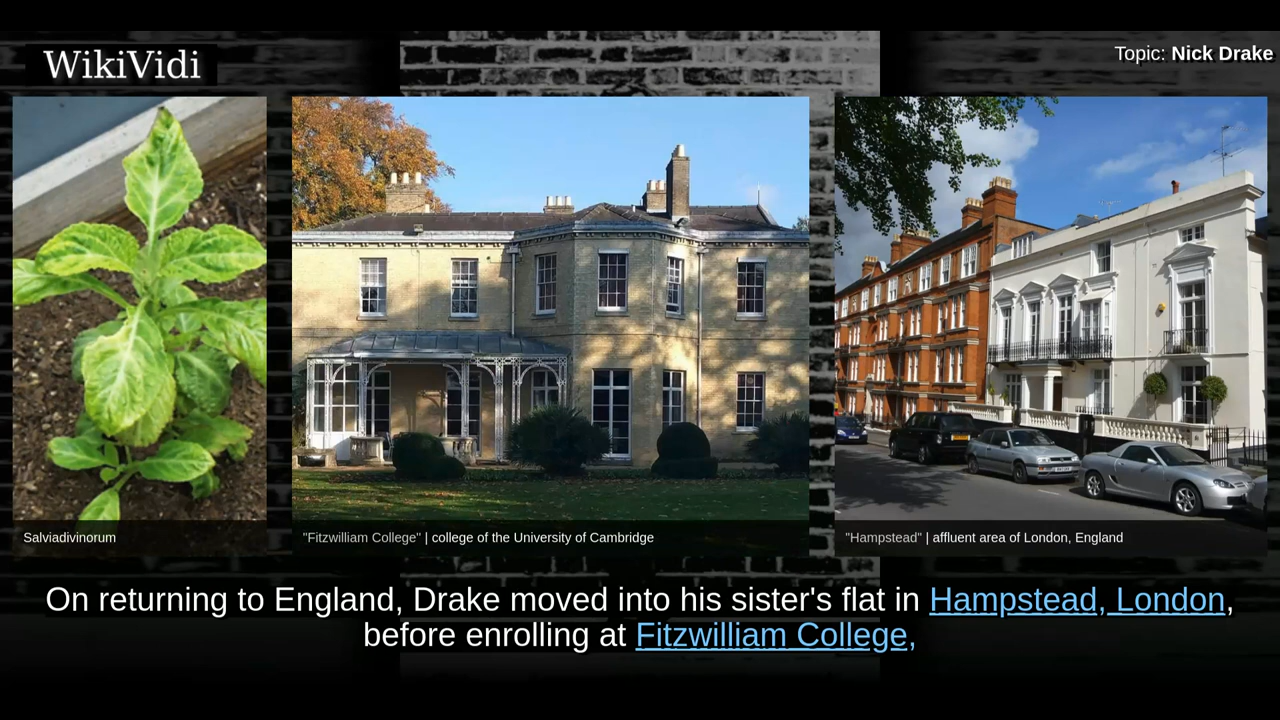 WikiVidi
Topic: Nick Drake
Salviadivinorum
"Fitzwilliam College" | college of the University of Cambridge
"Hampstead" | affluent area of London, England
On returning to England, Drake moved into his sister's flat in Hampstead, London,
before enrolling at Fitzwilliam College,